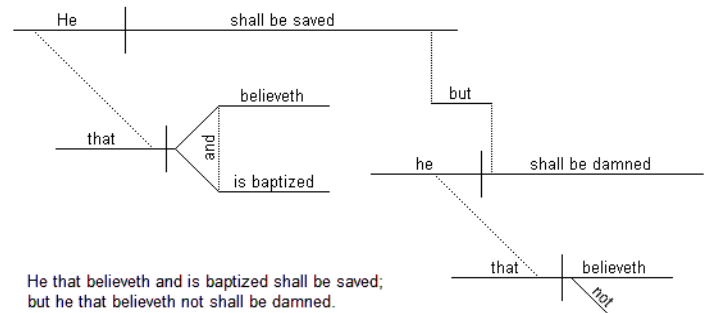 He shall be saved
believeth
but
that and
is baptized
he shall be damned
that believeth
not
He that believeth and is baptized shall be saved;
but he that believeth not shall be damned.